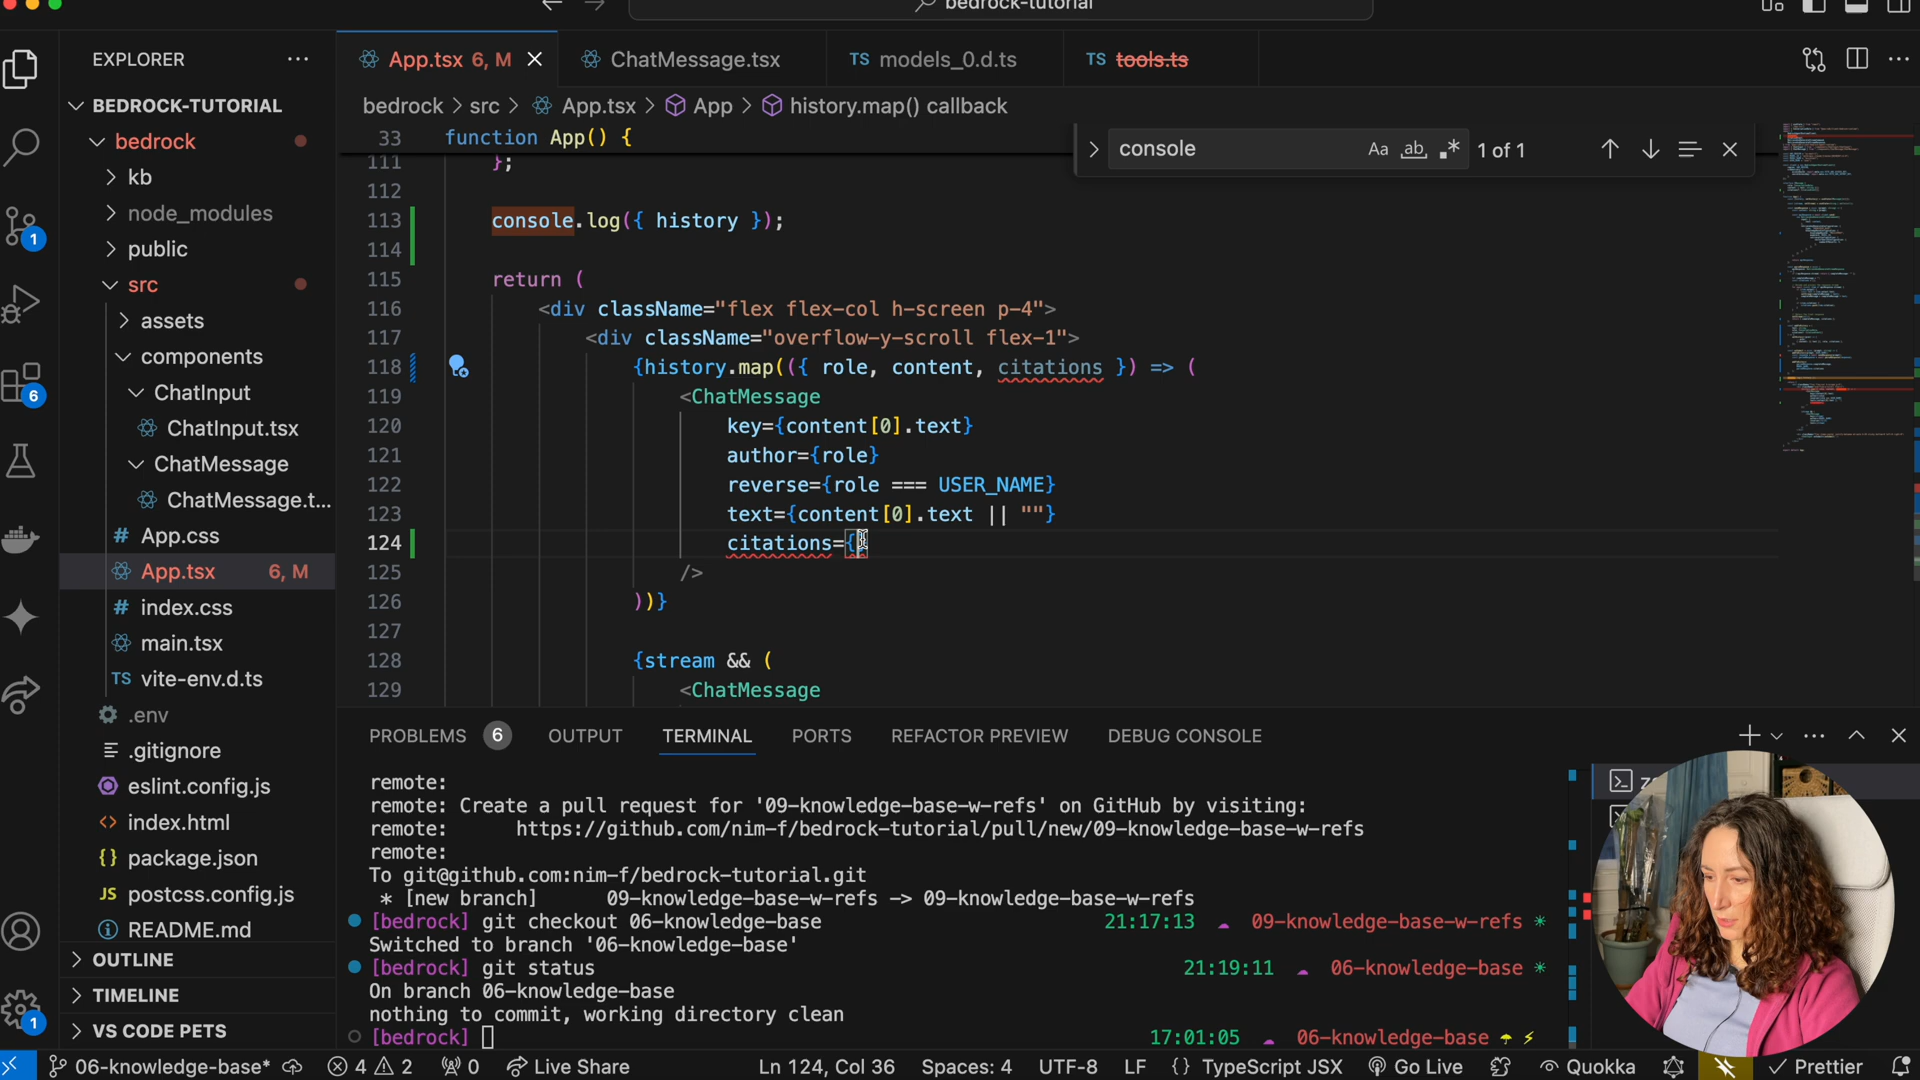 bedrock-tutorial
EXPLORER
App.tsx 6, M
ChatMessage.tsx
TS models_0.d.ts
TS tools.ts
BEDROCK-TUTORIAL
bedrock > src > App.tsx > App > history.map() callback
bedrock
kb
node_modules
public
src
assets
components
ChatInput
ChatInput.tsx
ChatMessage
ChatMessage.t...
# App.css
App.tsx 6, M
# index.css
main.tsx
TS vite-env.d.ts
.env
.gitignore
eslint.config.js
<> index.html
{} package.json
JS postcss.config.js
README.md
OUTLINE
TIMELINE
VS CODE PETS
1
6
1
console
Aa
ab
1 of 1
33 function App() {
111 };
112
113 console.log({ history });
114
115 return (
116 <div className="flex flex-col h-screen p-4">
117 <div className="overflow-y-scroll flex-1">
118 {history.map(({ role, content, citations }) => (
119 <ChatMessage
120 key={content[0].text}
121 author={role}
122 reverse={role === USER_NAME}
123 text={content[0].text || ""}
124 citations={}
125 />
126 ))}
127
128 {stream && (
129 <ChatMessage
PROBLEMS 6 OUTPUT TERMINAL PORTS REFACTOR PREVIEW DEBUG CONSOLE
remote:
remote: Create a pull request for '09-knowledge-base-w-refs' on GitHub by visiting:
remote: https://github.com/nim-f/bedrock-tutorial/pull/new/09-knowledge-base-w-refs
remote:
To git@github.com:nim-f/bedrock-tutorial.git
* [new branch] 09-knowledge-base-w-refs -> 09-knowledge-base-w-refs
[bedrock] git checkout 06-knowledge-base 21:17:13 09-knowledge-base-w-refs *
Switched to branch '06-knowledge-base'
[bedrock] git status 21:19:11 06-knowledge-base *
On branch 06-knowledge-base
nothing to commit, working directory clean
[bedrock] 17:01:05 06-knowledge-base
06-knowledge-base* 4 2 0 Live Share Ln 124, Col 36 Spaces: 4 UTF-8 LF {} TypeScript JSX Go Live Quokka Prettier